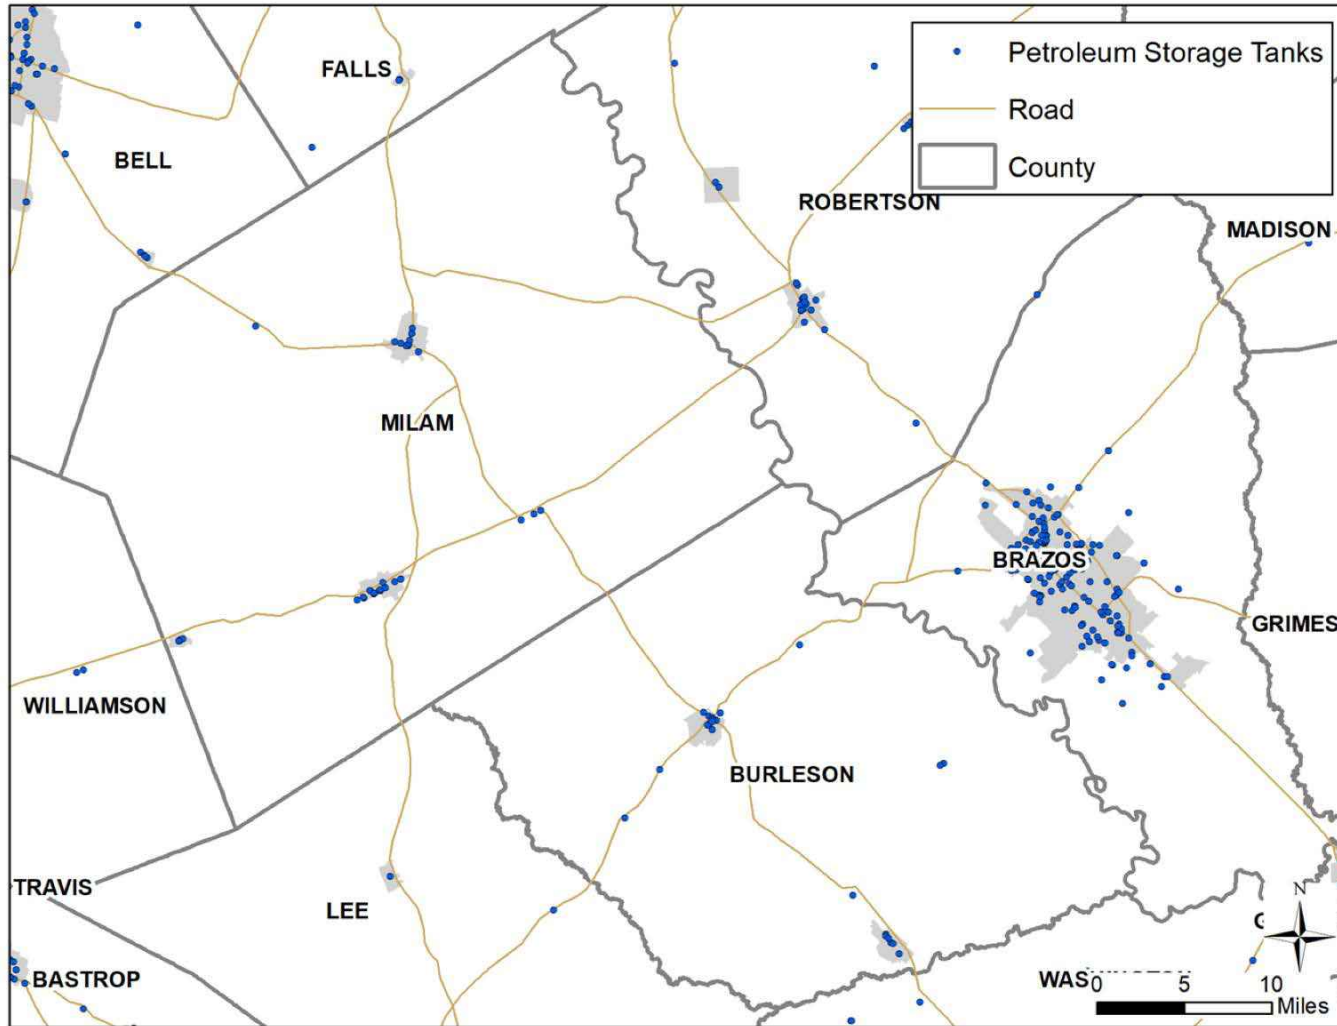 Petroleum Storage Tanks
Road
County
FALLS
BELL
ROBERTSON
MADISON
MILAM
BRAZOS
GRIMES
WILLIAMSON
BURLESON
TRAVIS
LEE
N
BASTROP
WAS
0 5 10
Miles